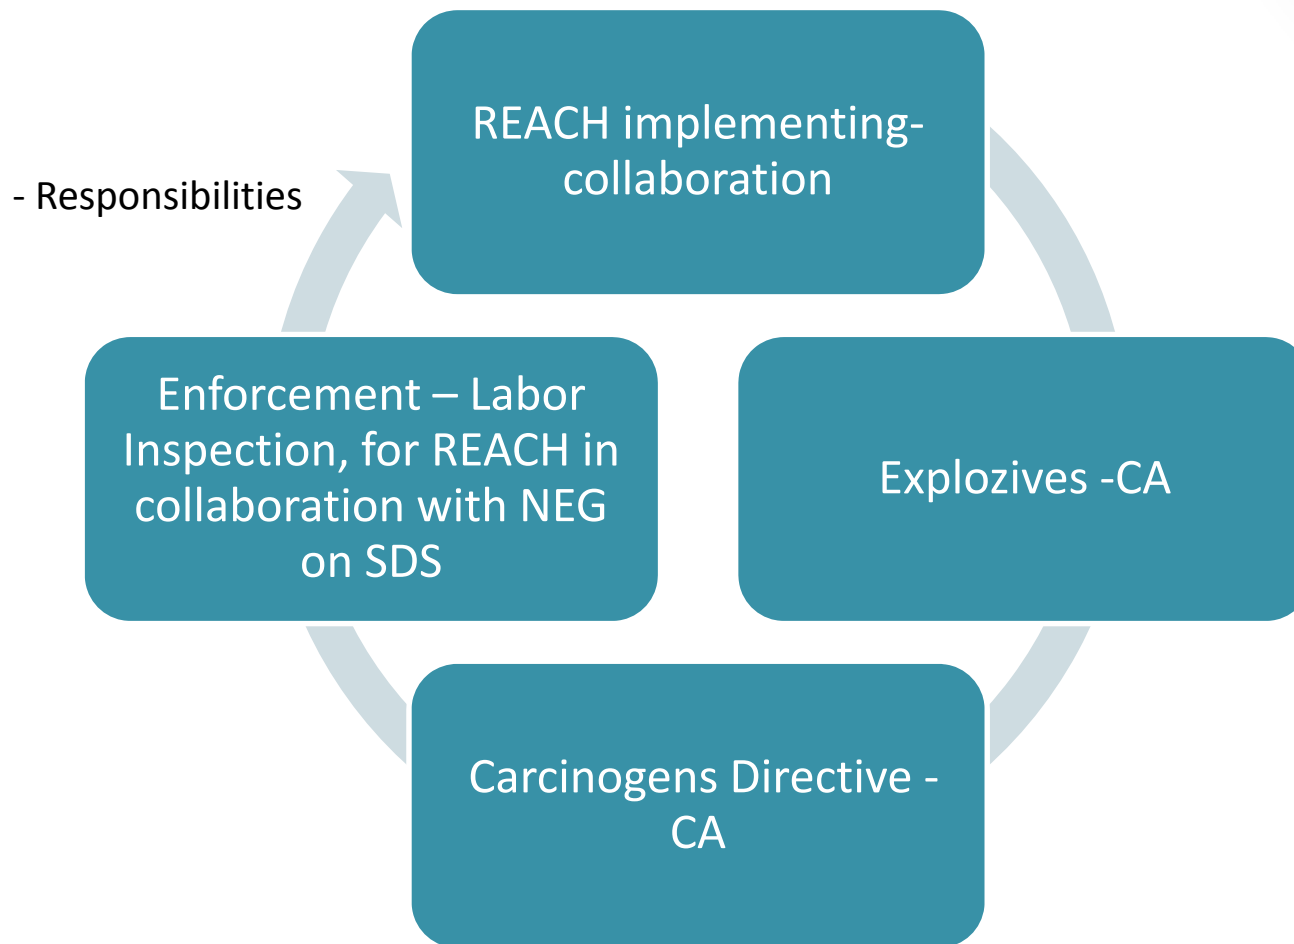 REACH implementing-
collaboration
- Responsibilities
Enforcement – Labor
Inspection, for REACH in
collaboration with NEG
on SDS
Explozives -CA
Carcinogens Directive -
CA